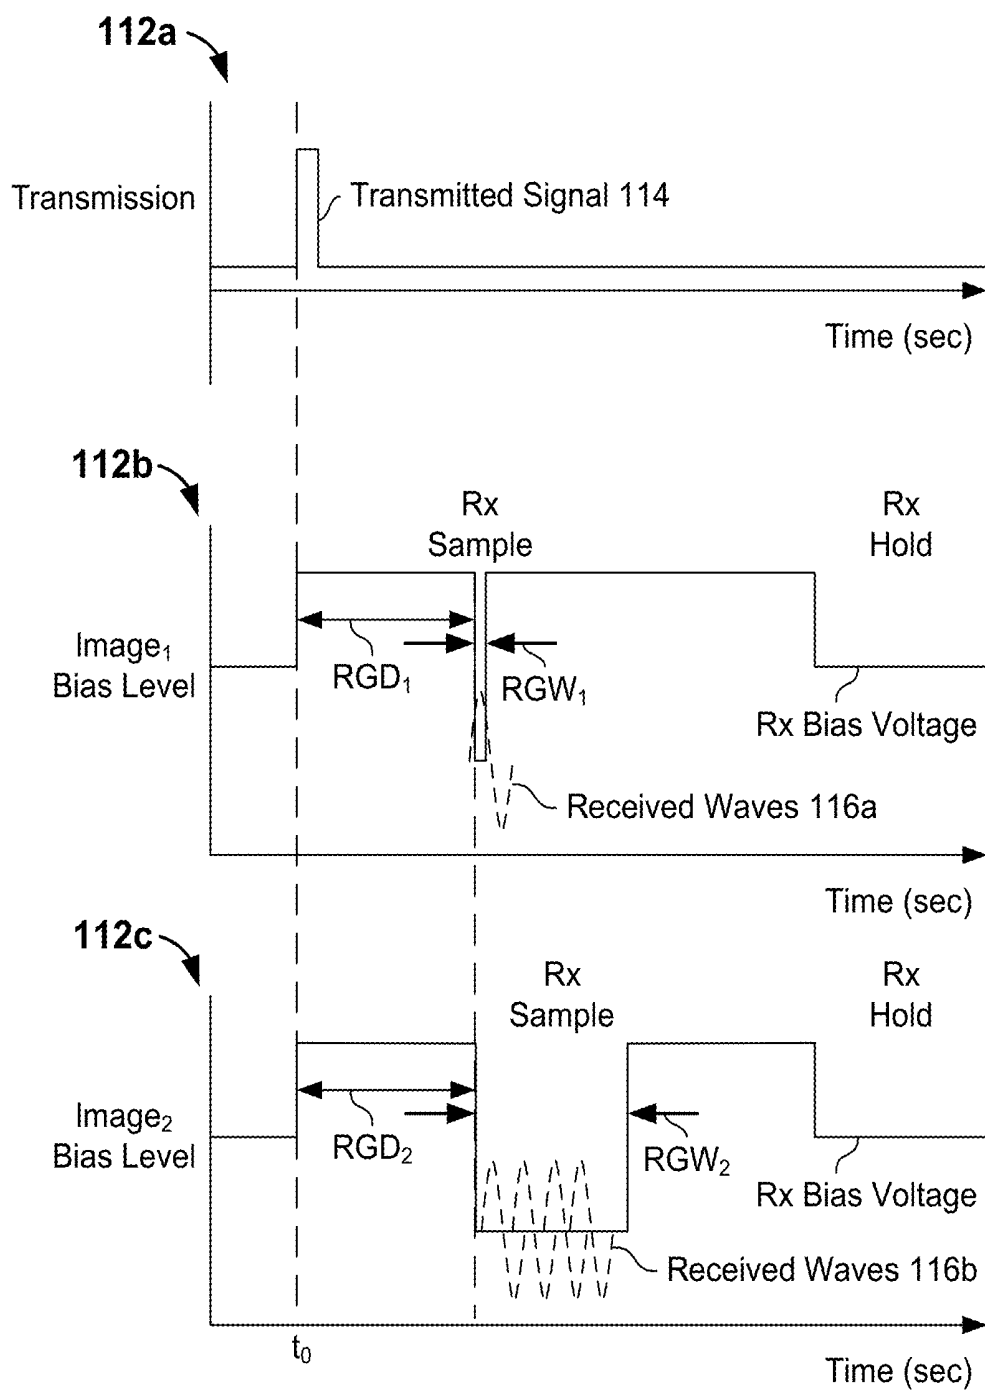 112a
Transmission
Transmitted Signal 114
Time (sec)
112b
Rx
Sample
Rx
Hold
Image₁
Bias Level
RGD₁
RGW₁
Rx Bias Voltage
Received Waves 116a
Time (sec)
112c
Rx
Sample
Rx
Hold
Image₂
Bias Level
RGD₂
RGW₂
Rx Bias Voltage
Received Waves 116b
t₀
Time (sec)